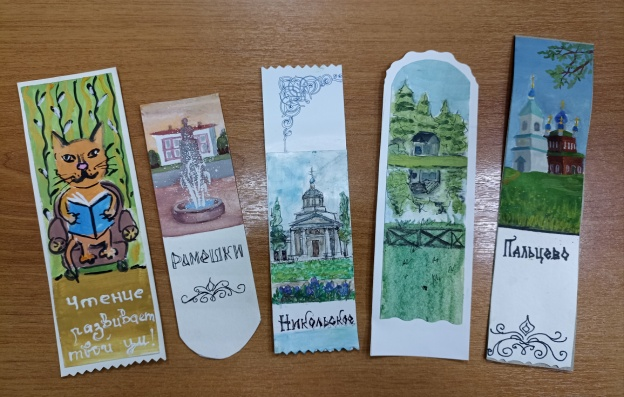 Чтение
развивает
твой ум!
Рамешки
Никольское
Пальцево